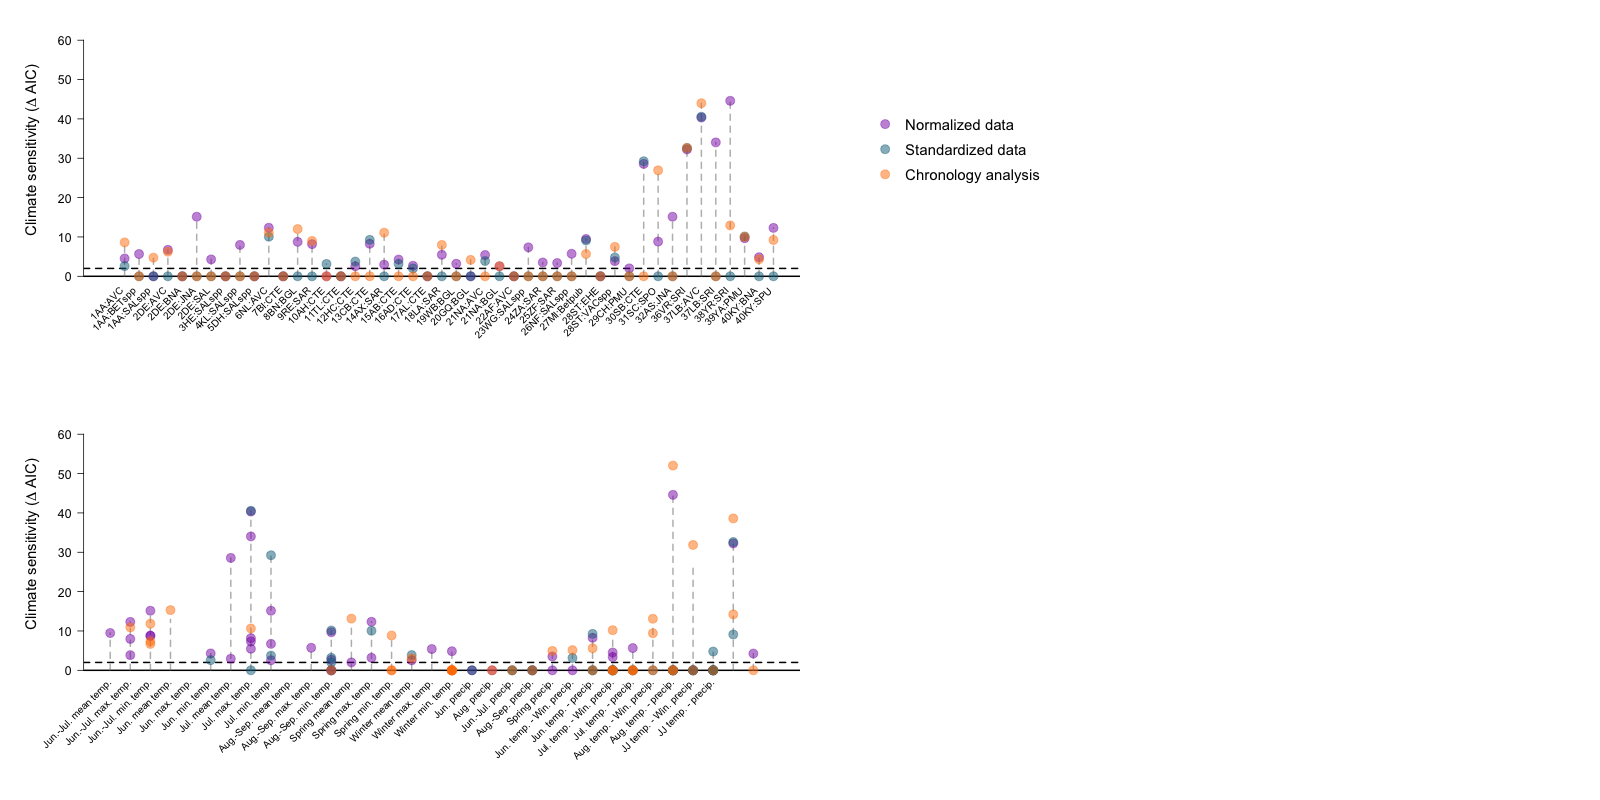 60
50
40
30
20
10
0
Climate sensitivity (Δ AIC)
1AA:AVC
1AA:BETspp
1AA:SALspp
2DE:AVC
2DE:BNA
2DE:JNA
2DE:SAL
3HE:SALspp
4KL:SALspp
5DH:SALspp
6NL:AVC
7BI:CTE
8BN:BGL
9RE:SAR
10AH:CTE
11TL:CTE
12HC:CTE
13CB:CTE
14AX:SAR
15AB:CTE
16AD:CTE
17AL:CTE
18LA:SAR
19WB:BGL
20GQ:BGL
21NA:AVC
21NA:BGL
22AF:AVC
23WG:SALspp
24ZA:SAR
25ZF:SAR
26NF:SALspp
27MI:Betpub
28ST:EHE
28ST:VACspp
29CH:PMU
30SB:CTE
31SC:SPO
32AS:JNA
36YR:SRI
37LB:AVC
37LB:SRI
38YR:SRI
39YA:PMU
40KY:BNA
40KY:SPU
Normalized data
Standardized data
Chronology analysis
60
50
40
30
20
10
0
Climate sensitivity (Δ AIC)
Jun.-Jul. mean temp.
Jun.-Jul. max. temp.
Jun.-Jul. min. temp.
Jun. mean temp.
Jun. max. temp.
Jun. min. temp.
Jul. mean temp.
Jul. max. temp.
Jul. min. temp.
Aug.-Sep. mean temp.
Aug.-Sep. max. temp.
Aug.-Sep. min. temp.
Spring mean temp.
Spring max. temp.
Spring min. temp.
Winter mean temp.
Winter max. temp.
Winter min. temp.
Jun. precip.
Aug. precip.
Jun.-Jul. precip.
Aug.-Sep. precip.
Spring precip.
Jun. temp. - Win. precip.
Jun. temp. - precip.
Jul. temp. - Win. precip.
Jul. temp. - precip.
Aug. temp. - Win. precip.
Aug. temp. - precip.
JJ temp. - Win. precip.
JJ temp. - precip.